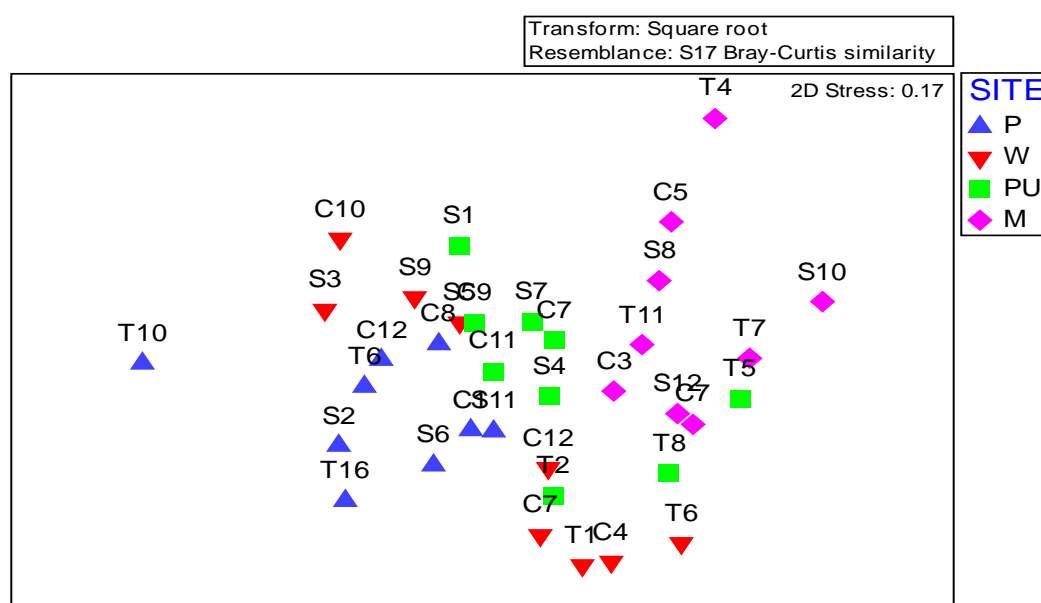 Transform: Square root
Resemblance: S17 Bray-Curtis similarity
2D Stress: 0.17
SITE
P
W
PU
M
T4
C5
C10
S1
S8
S10
S3
S9
S7
C8
C7
T11
T7
T10
C12
C11
T6
S4
C3
T5
S12
C7
S11
S2
S6
C12
T8
T16
T2
C7
T6
T1
C4